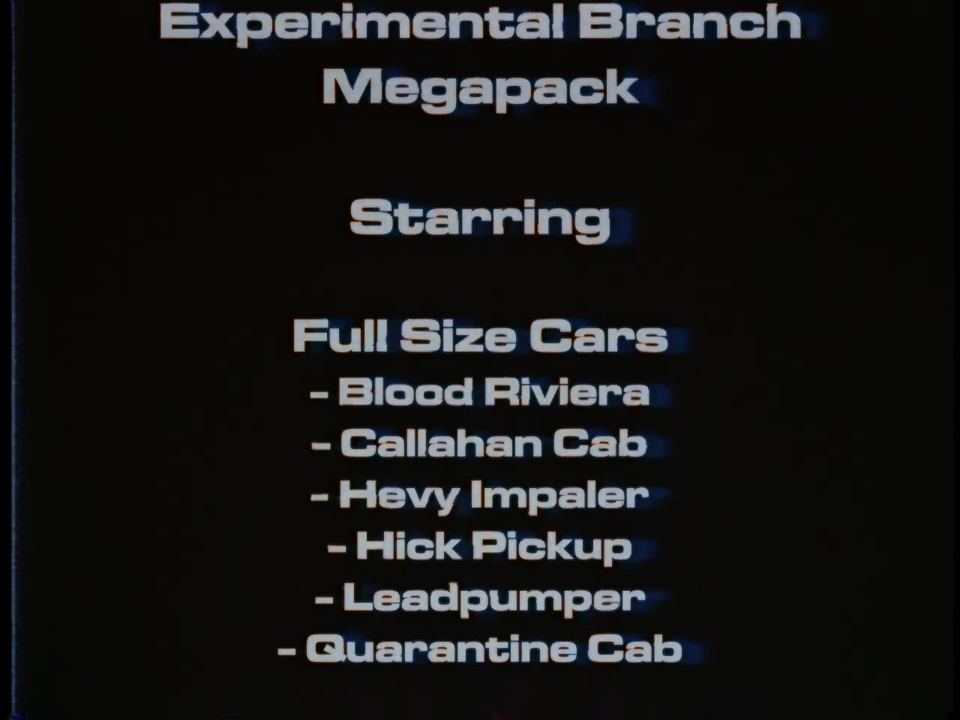 Experimental Branch
Megapack
Starring
Full Size Cars
- Blood Riviera
- Callahan Cab
- Hevy Impaler
- Hick Pickup
- Leadpumper
- Quarantine Cab